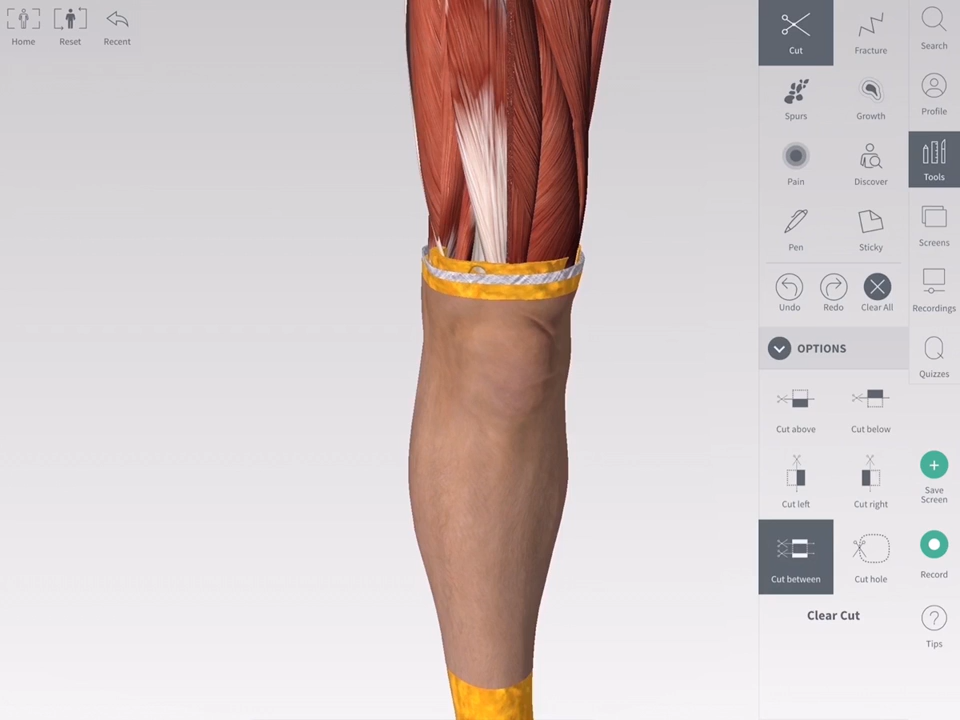 Home
Reset
Recent
Cut
Fracture
Spurs
Growth
Pain
Discover
Pen
Sticky
Undo
Redo
Clear All
OPTIONS
Cut above
Cut below
Cut left
Cut right
Cut between
Cut hole
Clear Cut
Search
Profile
Tools
Screens
Recordings
Quizzes
Save
Screen
Record
Tips